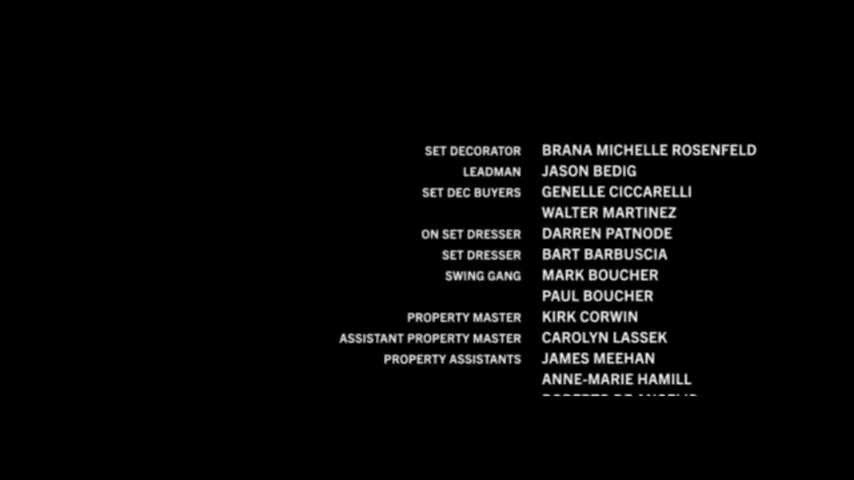 SET DECORATOR BRANA MICHELLE ROSENFELD
LEADMAN JASON BEDIG
SET DEC BUYERS GENELLE CICCARELLI
WALTER MARTINEZ
ON SET DRESSER DARREN PATNODE
SET DRESSER BART BARBUSCIA
SWING GANG MARK BOUCHER
PAUL BOUCHER
PROPERTY MASTER KIRK CORWIN
ASSISTANT PROPERTY MASTER CAROLYN LASSEK
PROPERTY ASSISTANTS JAMES MEEHAN
ANNE-MARIE HAMILL